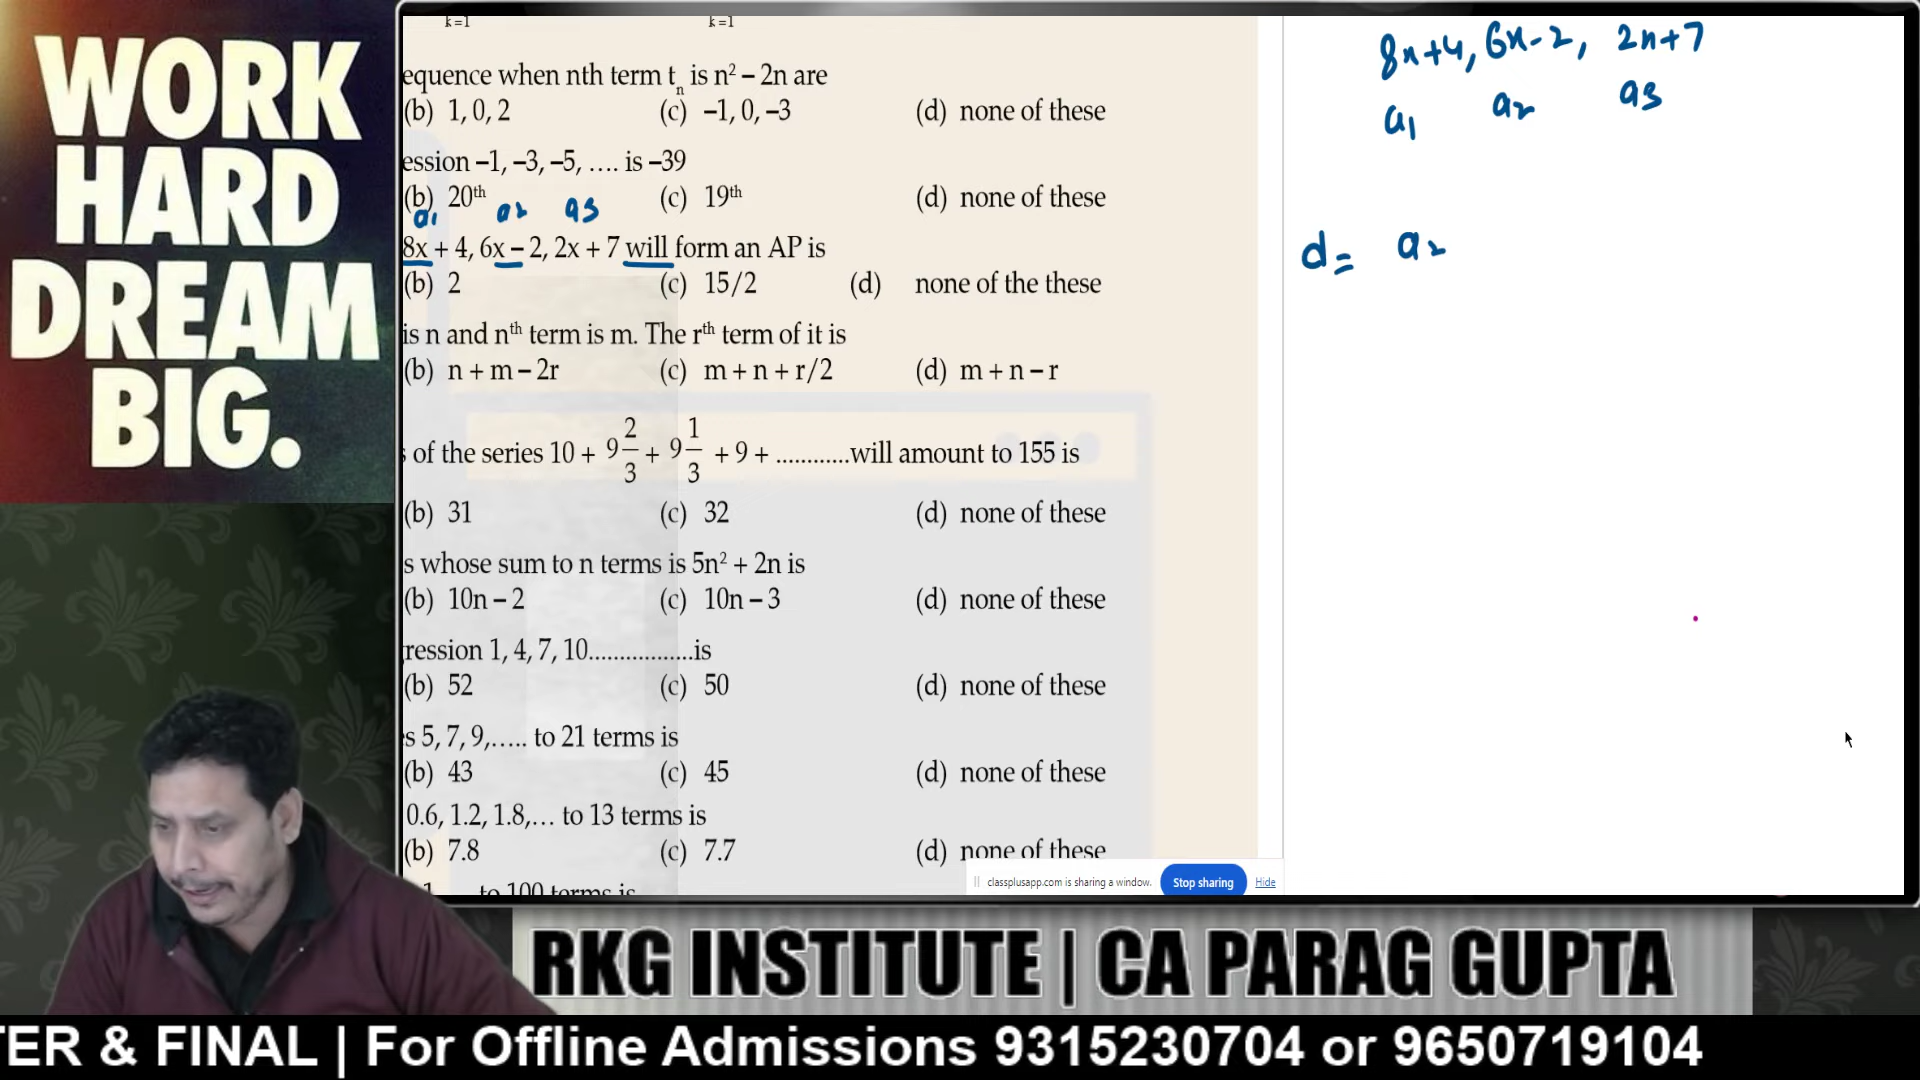 WORK
HARD
DREAM
BIG.
k=1 k=1
equence when nth term tₙ is n² – 2n are
(b) 1, 0, 2 (c) –1, 0, –3 (d) none of these
ession –1, –3, –5, …. is –39
(b) 20ᵗʰ (c) 19ᵗʰ (d) none of these
a1 a2 a3
8x + 4, 6x – 2, 2x + 7 will form an AP is
(b) 2 (c) 15/2 (d) none of the these
is n and nᵗʰ term is m. The rᵗʰ term of it is
(b) n + m – 2r (c) m + n + r/2 (d) m + n – r
of the series 10 + 9 2/3 + 9 1/3 + 9 + ............will amount to 155 is
(b) 31 (c) 32 (d) none of these
s whose sum to n terms is 5n² + 2n is
(b) 10n – 2 (c) 10n – 3 (d) none of these
ression 1, 4, 7, 10.................is
(b) 52 (c) 50 (d) none of these
s 5, 7, 9,….. to 21 terms is
(b) 43 (c) 45 (d) none of these
0.6, 1.2, 1.8,… to 13 terms is
(b) 7.8 (c) 7.7 (d) none of these
1 to 100 terms is
8x+4, 6x-2, 2x+7
a1 a2 a3
d= a2
classplusapp.com is sharing a window. Stop sharing Hide
RKG INSTITUTE | CA PARAG GUPTA
TER & FINAL | For Offline Admissions 9315230704 or 9650719104